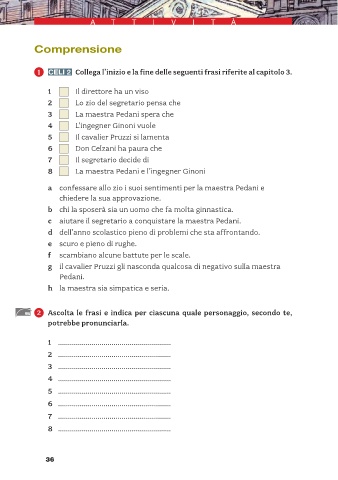 ATTIVITÀ
Comprensione
1 CELI 2 Collega l'inizio e la fine delle seguenti frasi riferite al capitolo 3.
1 Il direttore ha un viso
2 Lo zio del segretario pensa che
3 La maestra Pedani spera che
4 L'ingegner Ginoni vuole
5 Il cavalier Pruzzi si lamenta
6 Don Celzani ha paura che
7 Il segretario decide di
8 La maestra Pedani e l'ingegner Ginoni
a confessare allo zio i suoi sentimenti per la maestra Pedani e
chiedere la sua approvazione.
b chi la sposerà sia un uomo che fa molta ginnastica.
c aiutare il segretario a conquistare la maestra Pedani.
d dell'anno scolastico pieno di problemi che sta affrontando.
e scuro e pieno di rughe.
f scambiano alcune battute per le scale.
g il cavalier Pruzzi gli nasconda qualcosa di negativo sulla maestra
Pedani.
h la maestra sia simpatica e seria.
2 Ascolta le frasi e indica per ciascuna quale personaggio, secondo te,
potrebbe pronunciarla.
1 ............................................................
2 ............................................................
3 ............................................................
4 ............................................................
5 ............................................................
6 ............................................................
7 ............................................................
8 ............................................................
36